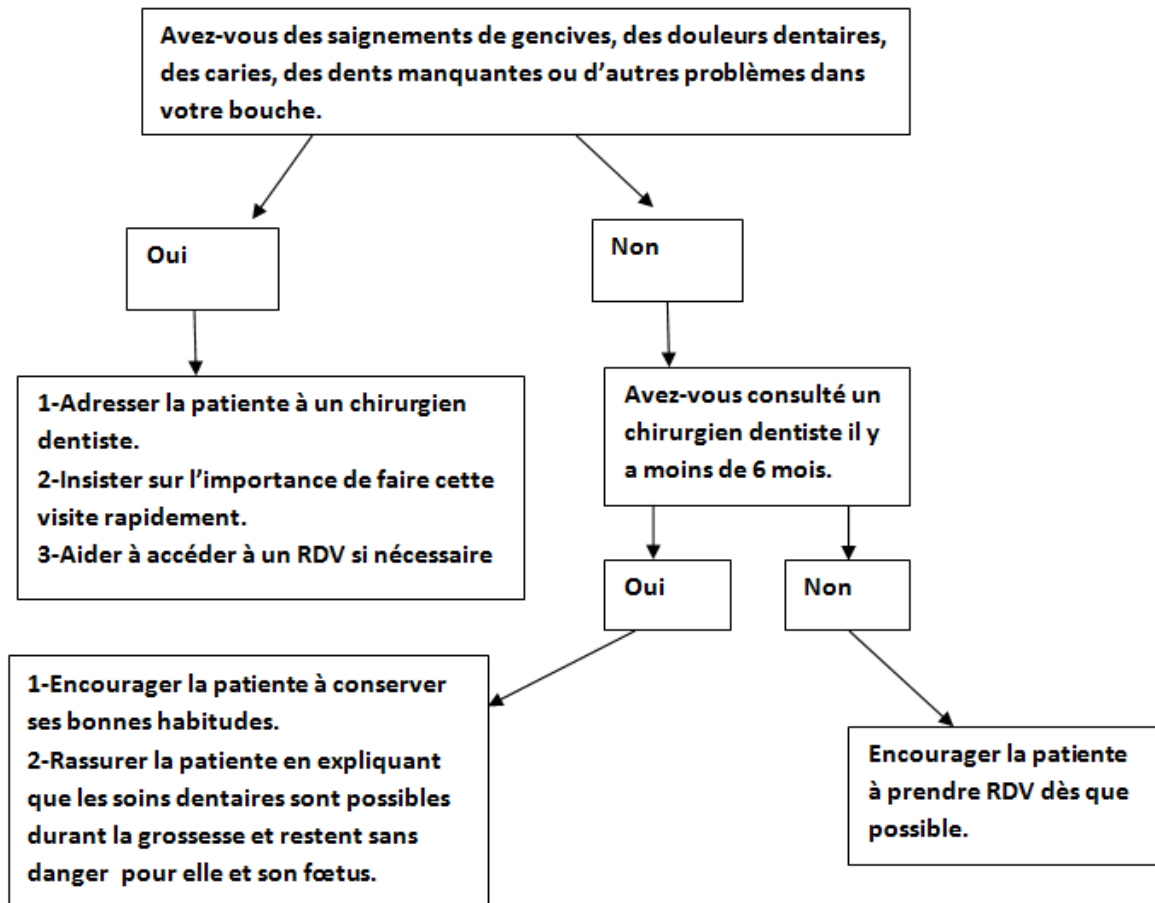 Avez-vous des saignements de gencives, des douleurs dentaires,
des caries, des dents manquantes ou d'autres problèmes dans
votre bouche.
Oui
Non
1-Adresser la patiente à un chirurgien
dentiste.
2-Insister sur l'importance de faire cette
visite rapidement.
3-Aider à accéder à un RDV si nécessaire
Avez-vous consulté un
chirurgien dentiste il y
a moins de 6 mois.
Oui
Non
1-Encourager la patiente à conserver
ses bonnes habitudes.
2-Rassurer la patiente en expliquant
que les soins dentaires sont possibles
durant la grossesse et restent sans
danger  pour elle et son fœtus.
Encourager la patiente
à prendre RDV dès que
possible.